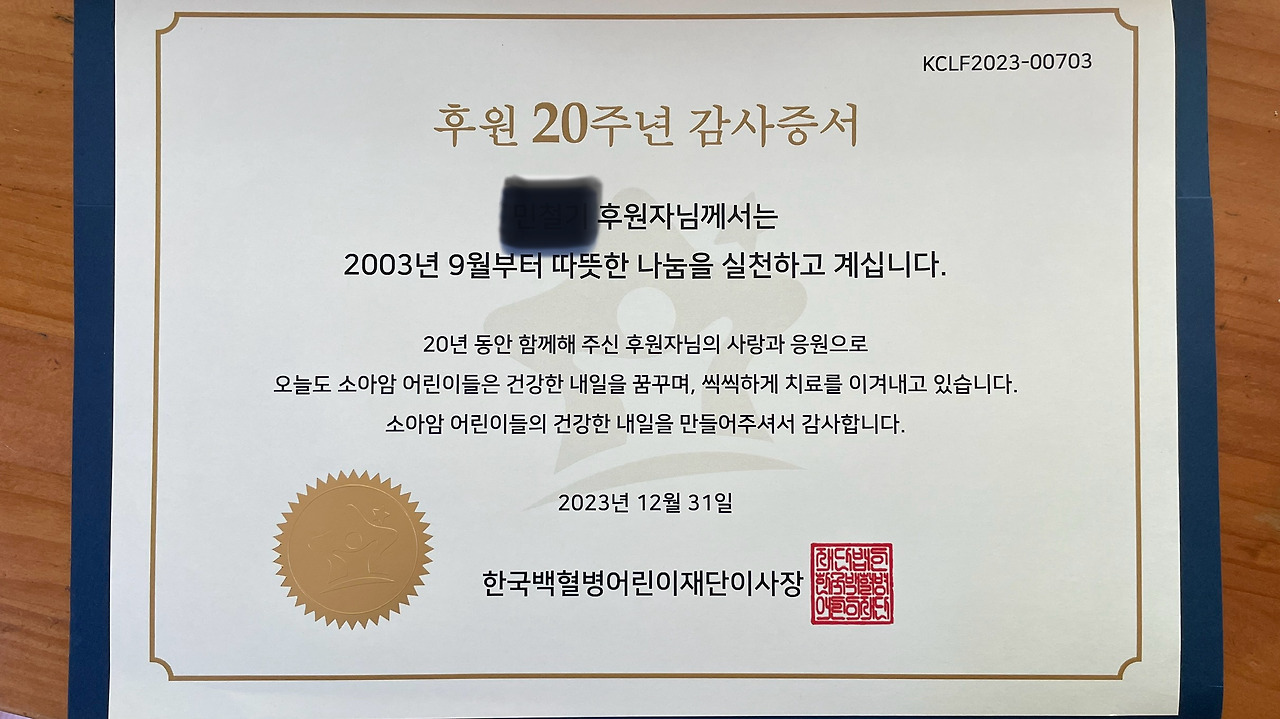 KCLF2023-00703
후원 20주년 감사증서
후원자님께서는
2003년 9월부터 따뜻한 나눔을 실천하고 계십니다.
20년 동안 함께해 주신 후원자님의 사랑과 응원으로
오늘도 소아암 어린이들은 건강한 내일을 꿈꾸며, 씩씩하게 치료를 이겨내고 있습니다.
소아암 어린이들의 건강한 내일을 만들어주셔서 감사합니다.
2023년 12월 31일
한국백혈병어린이재단이사장